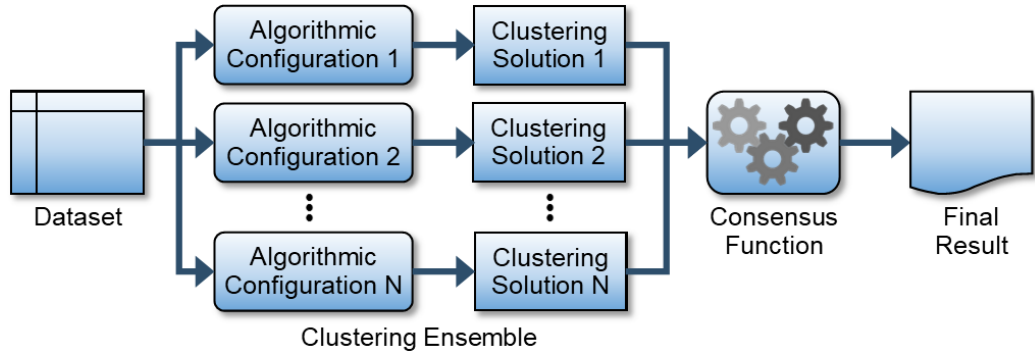 Algorithmic
Configuration 1
Clustering
Solution 1
Algorithmic
Configuration 2
Clustering
Solution 2
Dataset
Consensus
Function
Final
Result
Algorithmic
Configuration N
Clustering
Solution N
Clustering Ensemble